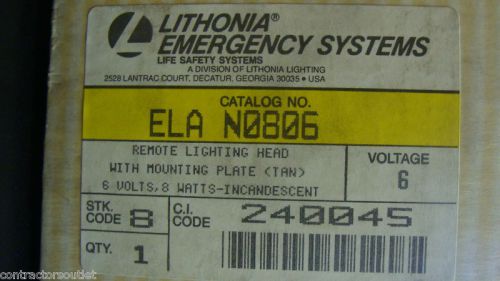 LITHONIA®
EMERGENCY SYSTEMS
LIFE SAFETY SYSTEMS
A DIVISION OF LITHONIA LIGHTING
2528 LANTRAC COURT, DECATUR, GEORGIA 30035 • USA
CATALOG NO.
ELA N0806
REMOTE LIGHTING HEAD
WITH MOUNTING PLATE (TAN)
6 VOLTS,8 WATTS-INCANDESCENT
VOLTAGE
6
STK.
CODE 8
C.I.
CODE 240045
QTY. 1
contractorsoutlet